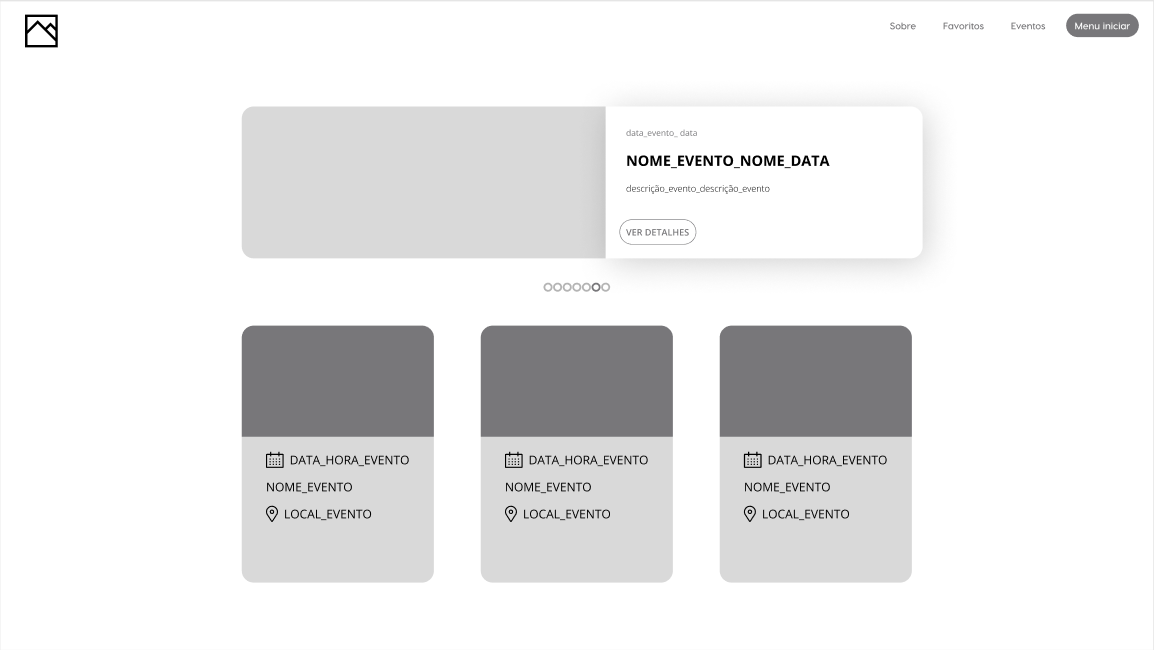 Sobre Favoritos Eventos Menu iniciar
data_evento_ data
NOME_EVENTO_NOME_DATA
descrição_evento_descrição_evento
VER DETALHES
DATA_HORA_EVENTO
NOME_EVENTO
LOCAL_EVENTO
DATA_HORA_EVENTO
NOME_EVENTO
LOCAL_EVENTO
DATA_HORA_EVENTO
NOME_EVENTO
LOCAL_EVENTO